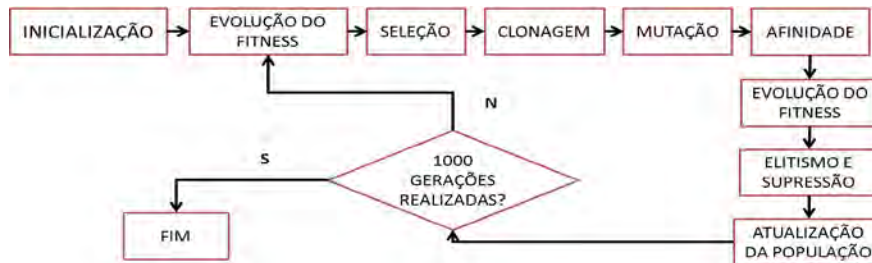 INICIALIZAÇÃO
EVOLUÇÃO DO
FITNESS
SELEÇÃO
CLONAGEM
MUTAÇÃO
AFINIDADE
EVOLUÇÃO DO
FITNESS
ELITISMO E
SUPRESSÃO
ATUALIZAÇÃO
DA POPULAÇÃO
1000
GERAÇÕES
REALIZADAS?
N
S
FIM